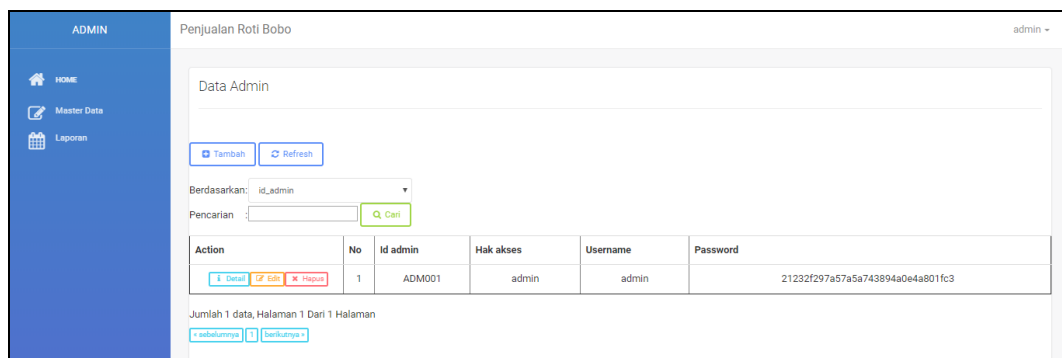 ADMIN
Penjualan Roti Bobo
admin
HOME
Master Data
Laporan
Data Admin
Tambah
Refresh
Berdasarkan: id_admin
Pencarian :
Cari
Action No Id admin Hak akses Username Password
Detail Edit Hapus 1 ADM001 admin admin 21232f297a57a5a743894a0e4a801fc3
Jumlah 1 data, Halaman 1 Dari 1 Halaman
« sebelumnya 1 berikutnya »